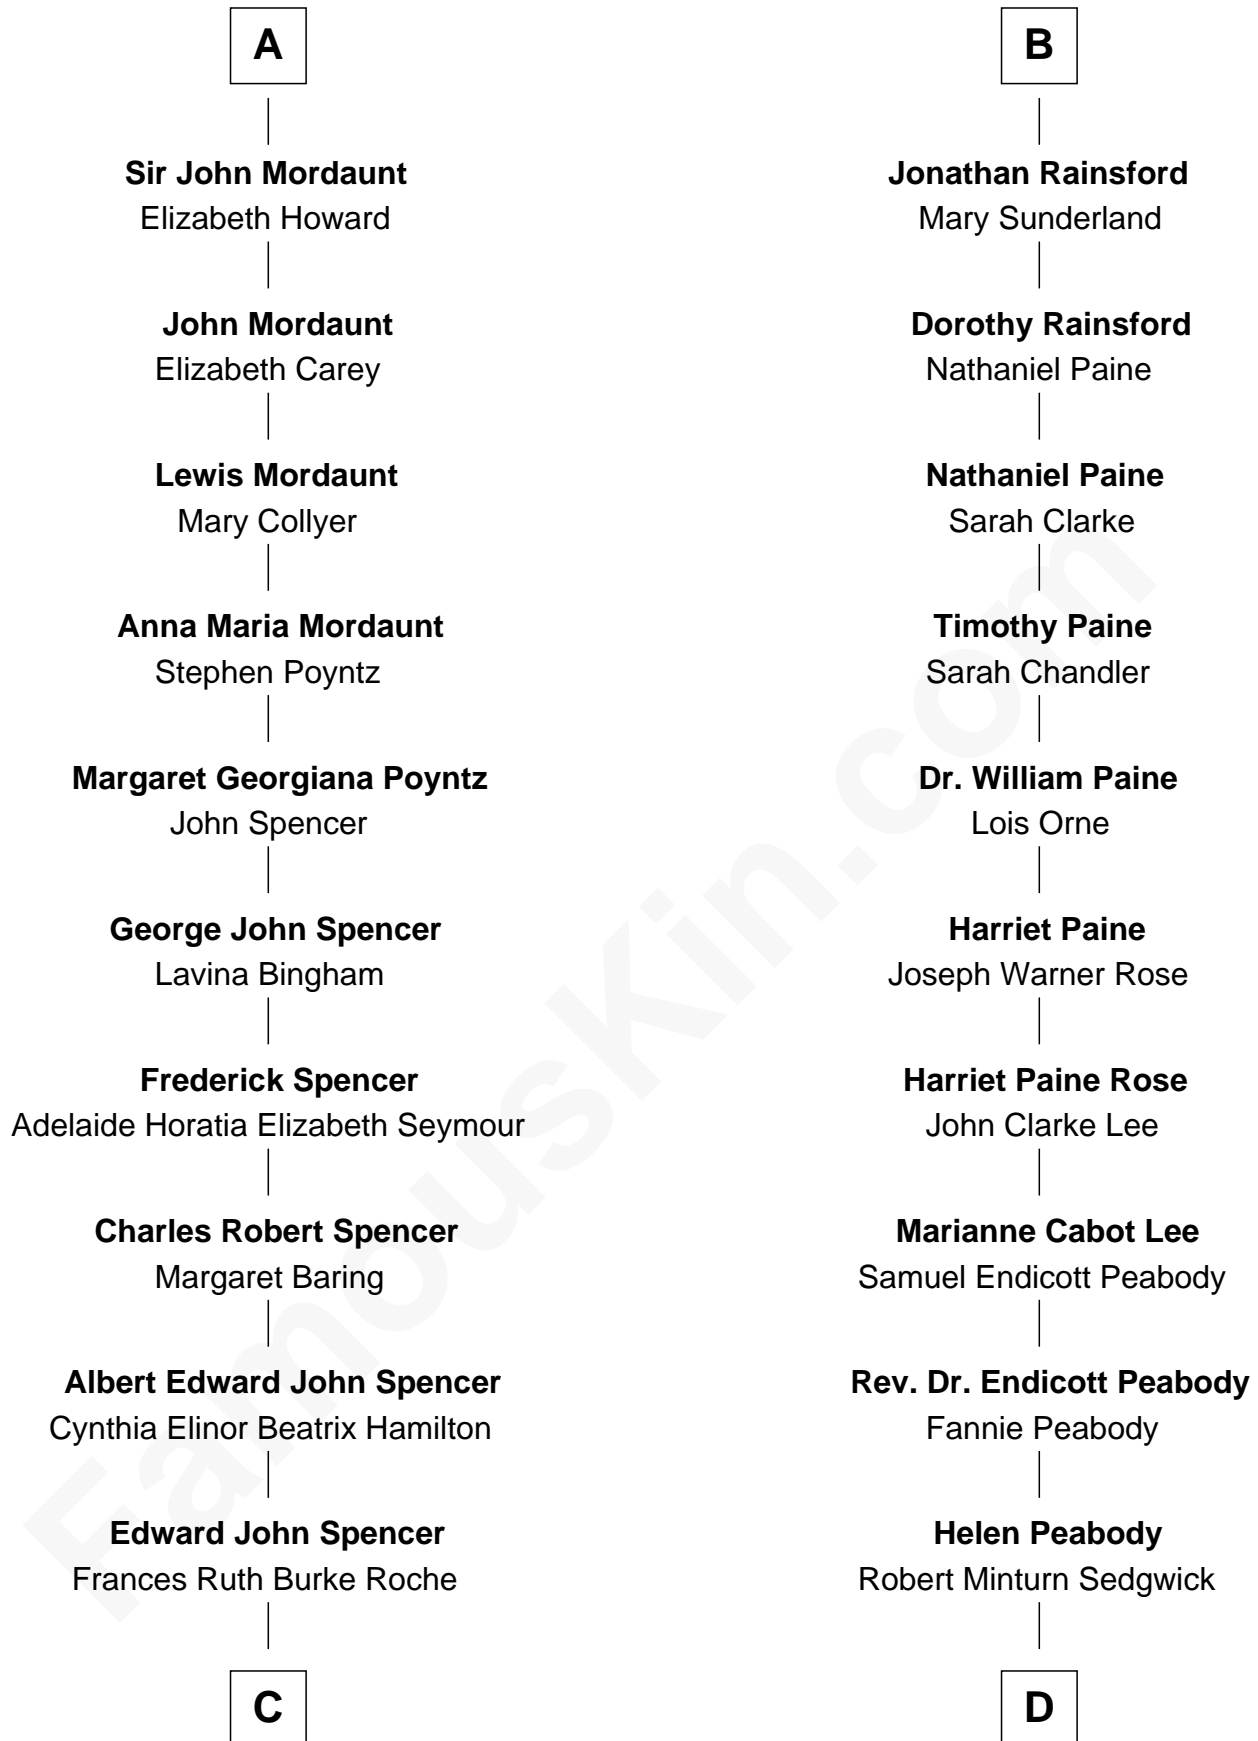 A
Sir John Mordaunt
Elizabeth Howard
John Mordaunt
Elizabeth Carey
Lewis Mordaunt
Mary Collyer
Anna Maria Mordaunt
Stephen Poyntz
Margaret Georgiana Poyntz
John Spencer
George John Spencer
Lavina Bingham
Frederick Spencer
Adelaide Horatia Elizabeth Seymour
Charles Robert Spencer
Margaret Baring
Albert Edward John Spencer
Cynthia Elinor Beatrix Hamilton
Edward John Spencer
Frances Ruth Burke Roche
C
B
Jonathan Rainsford
Mary Sunderland
Dorothy Rainsford
Nathaniel Paine
Nathaniel Paine
Sarah Clarke
Timothy Paine
Sarah Chandler
Dr. William Paine
Lois Orne
Harriet Paine
Joseph Warner Rose
Harriet Paine Rose
John Clarke Lee
Marianne Cabot Lee
Samuel Endicott Peabody
Rev. Dr. Endicott Peabody
Fannie Peabody
Helen Peabody
Robert Minturn Sedgwick
D
FamousKin.com